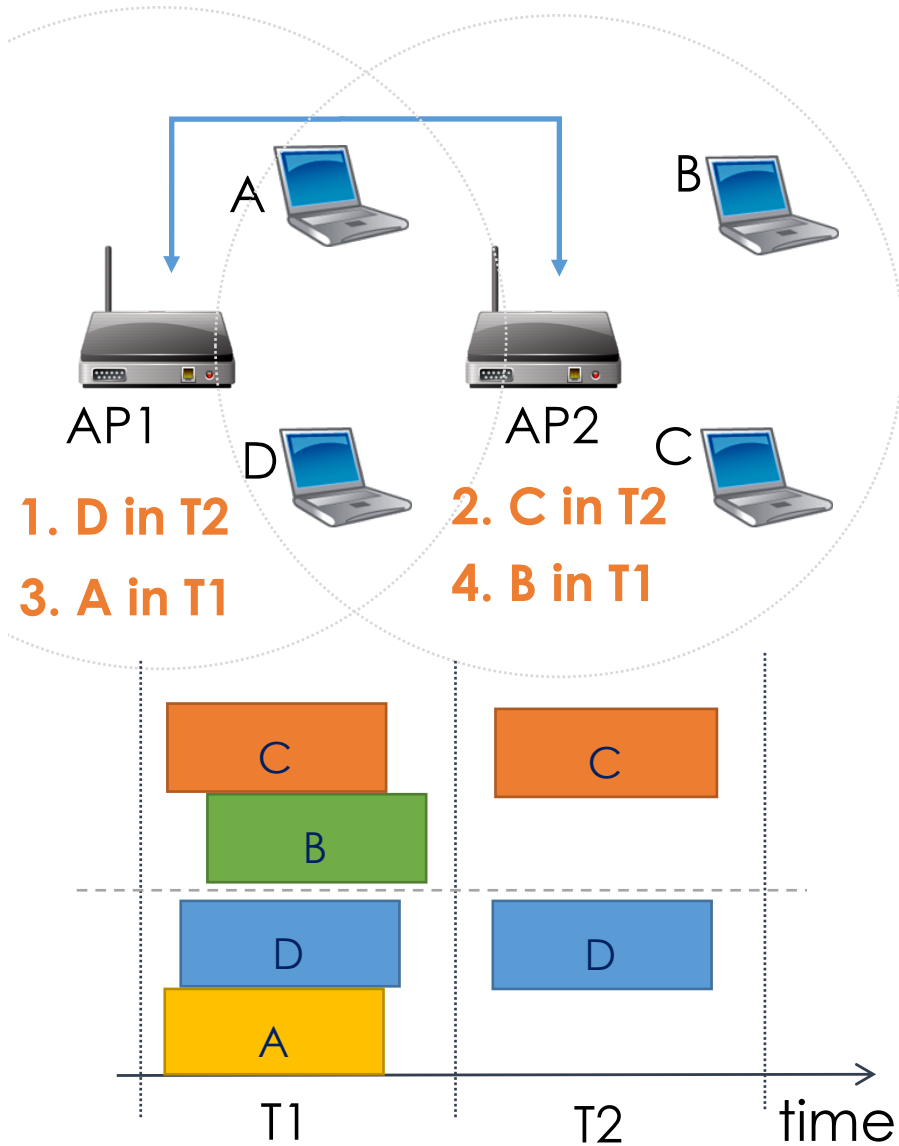 A
B
AP1
AP2
D
C
1. D in T2
2. C in T2
3. A in T1
4. B in T1
C
C
B
D
D
A
T1
T2
time